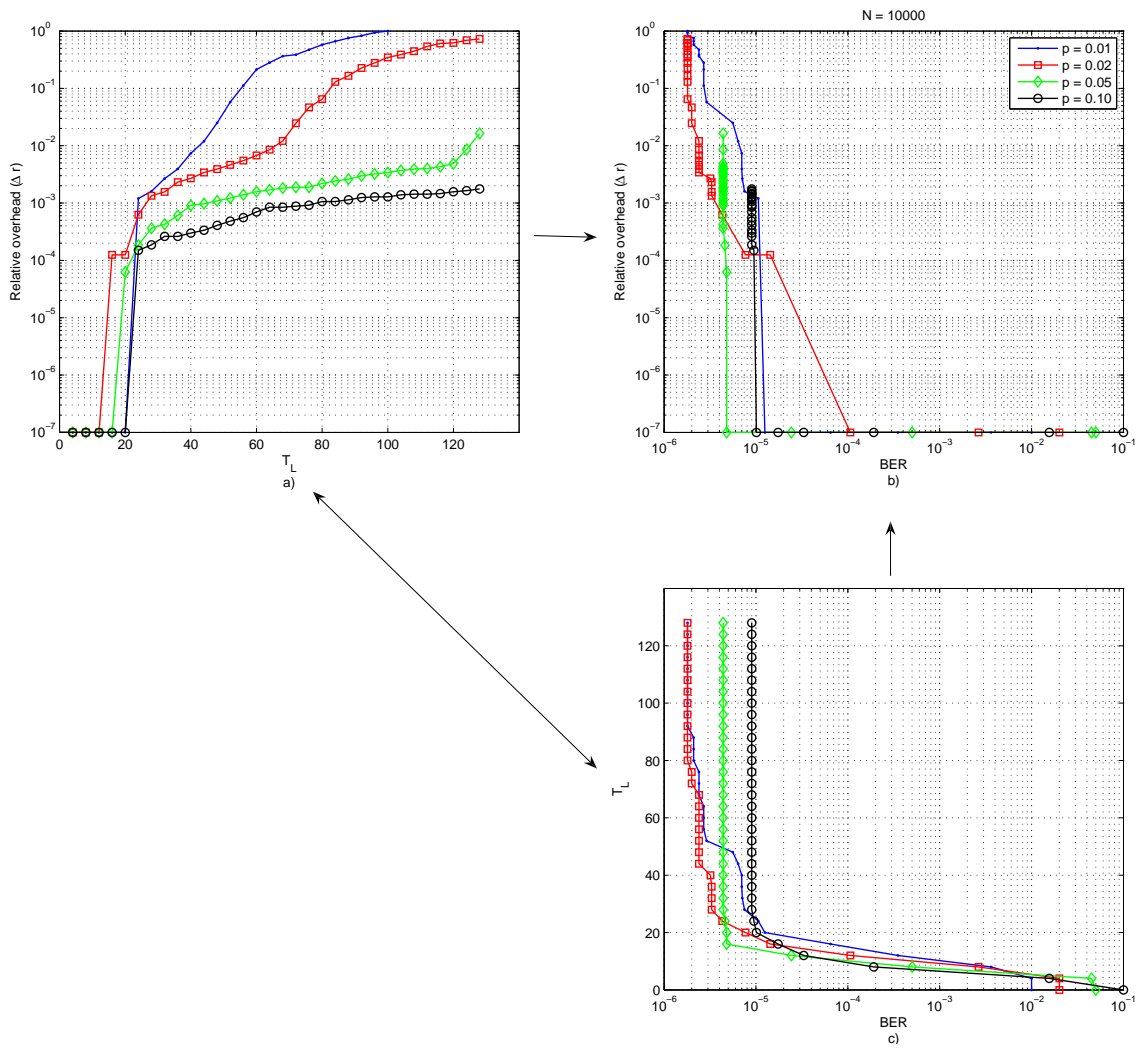 10^0
10^-1
10^-2
10^-3
10^-4
10^-5
10^-6
10^-7
Relative overhead (Δ r)
0 20 40 60 80 100 120
T_L
a)
N = 10000
10^0
10^-1
10^-2
10^-3
10^-4
10^-5
10^-6
10^-7
Relative overhead (Δ r)
p = 0.01
p = 0.02
p = 0.05
p = 0.10
10^-6 10^-5 10^-4 10^-3 10^-2 10^-1
BER
b)
120
100
80
60
40
20
0
T_L
10^-6 10^-5 10^-4 10^-3 10^-2 10^-1
BER
c)